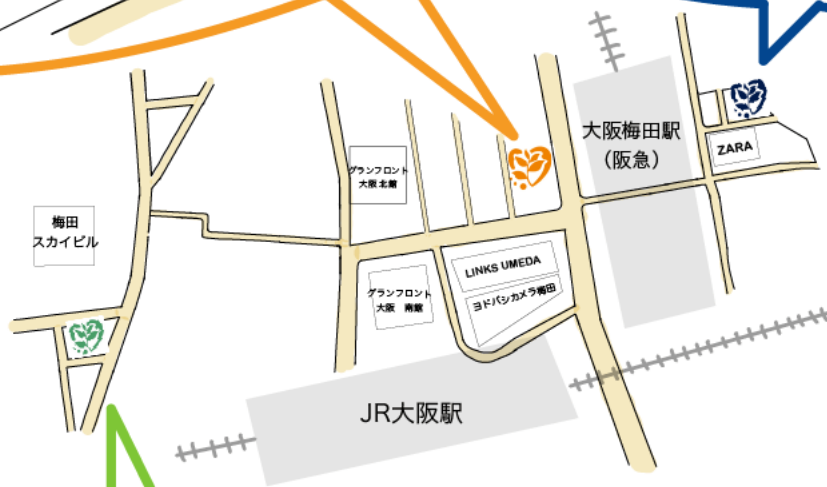 大阪梅田駅
（阪急）
ZARA
グランフロント
大阪 北館
梅田
スカイビル
LINKS UMEDA
ヨドバシカメラ梅田
グランフロント
大阪　南館
JR大阪駅